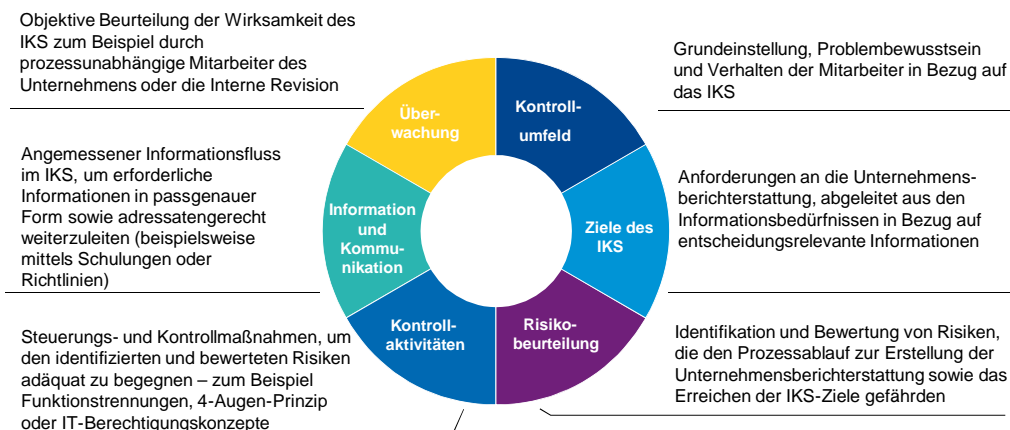 Objektive Beurteilung der Wirksamkeit des
IKS zum Beispiel durch
prozessunabhängige Mitarbeiter des
Unternehmens oder die Interne Revision
Grundeinstellung, Problembewusstsein
und Verhalten der Mitarbeiter in Bezug auf
das IKS
Über-
wachung
Kontroll-
umfeld
Angemessener Informationsfluss
im IKS, um erforderliche
Informationen in passgenauer
Form sowie adressatengerecht
weiterzuleiten (beispielsweise
mittels Schulungen oder
Richtlinien)
Information
und
Kommu-
nikation
Ziele des
IKS
Anforderungen an die Unternehmens-
berichterstattung, abgeleitet aus den
Informationsbedürfnissen in Bezug auf
entscheidungsrelevante Informationen
Steuerungs- und Kontrollmaßnahmen, um
den identifizierten und bewerteten Risiken
adäquat zu begegnen – zum Beispiel
Funktionstrennungen, 4-Augen-Prinzip
oder IT-Berechtigungskonzepte
Kontroll-
aktivitäten
Risiko-
beurteilung
Identifikation und Bewertung von Risiken,
die den Prozessablauf zur Erstellung der
Unternehmensberichterstattung sowie das
Erreichen der IKS-Ziele gefährden